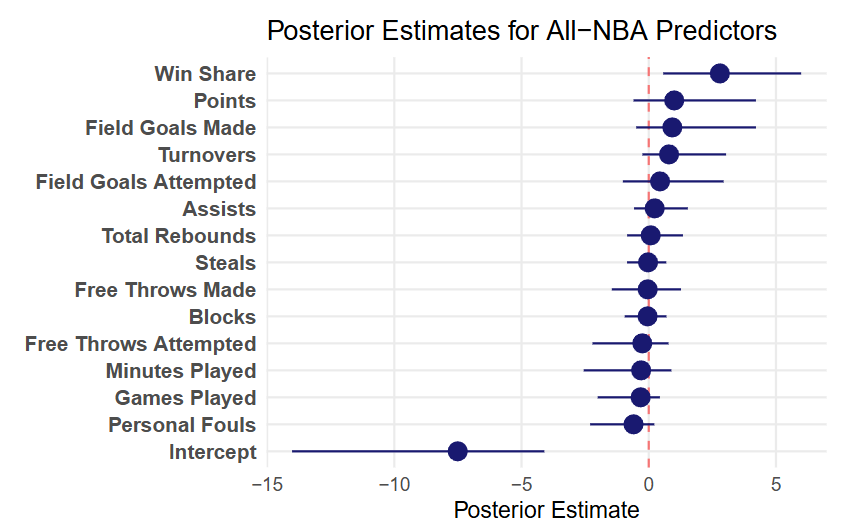 Posterior Estimates for All−NBA Predictors
Win Share
Points
Field Goals Made
Turnovers
Field Goals Attempted
Assists
Total Rebounds
Steals
Free Throws Made
Blocks
Free Throws Attempted
Minutes Played
Games Played
Personal Fouls
Intercept
−15 −10 −5 0 5
Posterior Estimate